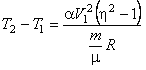 T₂ − T₁ = αV₁²(η² − 1) / (m/μ R)